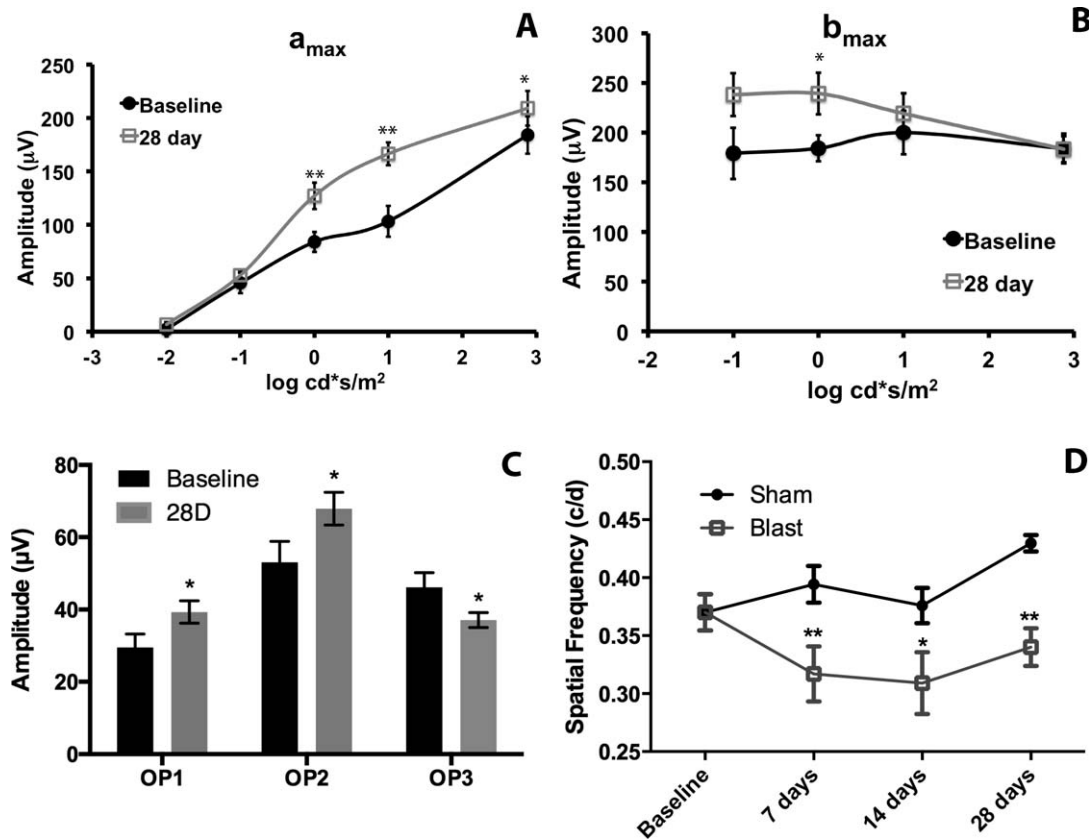 A
a_max
250
200
150
100
50
0
Amplitude (µV)
Baseline
28 day
**
**
*
-3 -2 -1 0 1 2 3
log cd*s/m²
B
b_max
300
250
200
150
100
50
0
Amplitude (µV)
*
Baseline
28 day
-2 -1 0 1 2 3
log cd*s/m²
C
80
60
40
20
0
Amplitude (µV)
Baseline
28D
*
*
*
OP1 OP2 OP3
D
0.50
0.45
0.40
0.35
0.30
0.25
Spatial Frequency (c/d)
Sham
Blast
**
*
**
Baseline
7 days
14 days
28 days